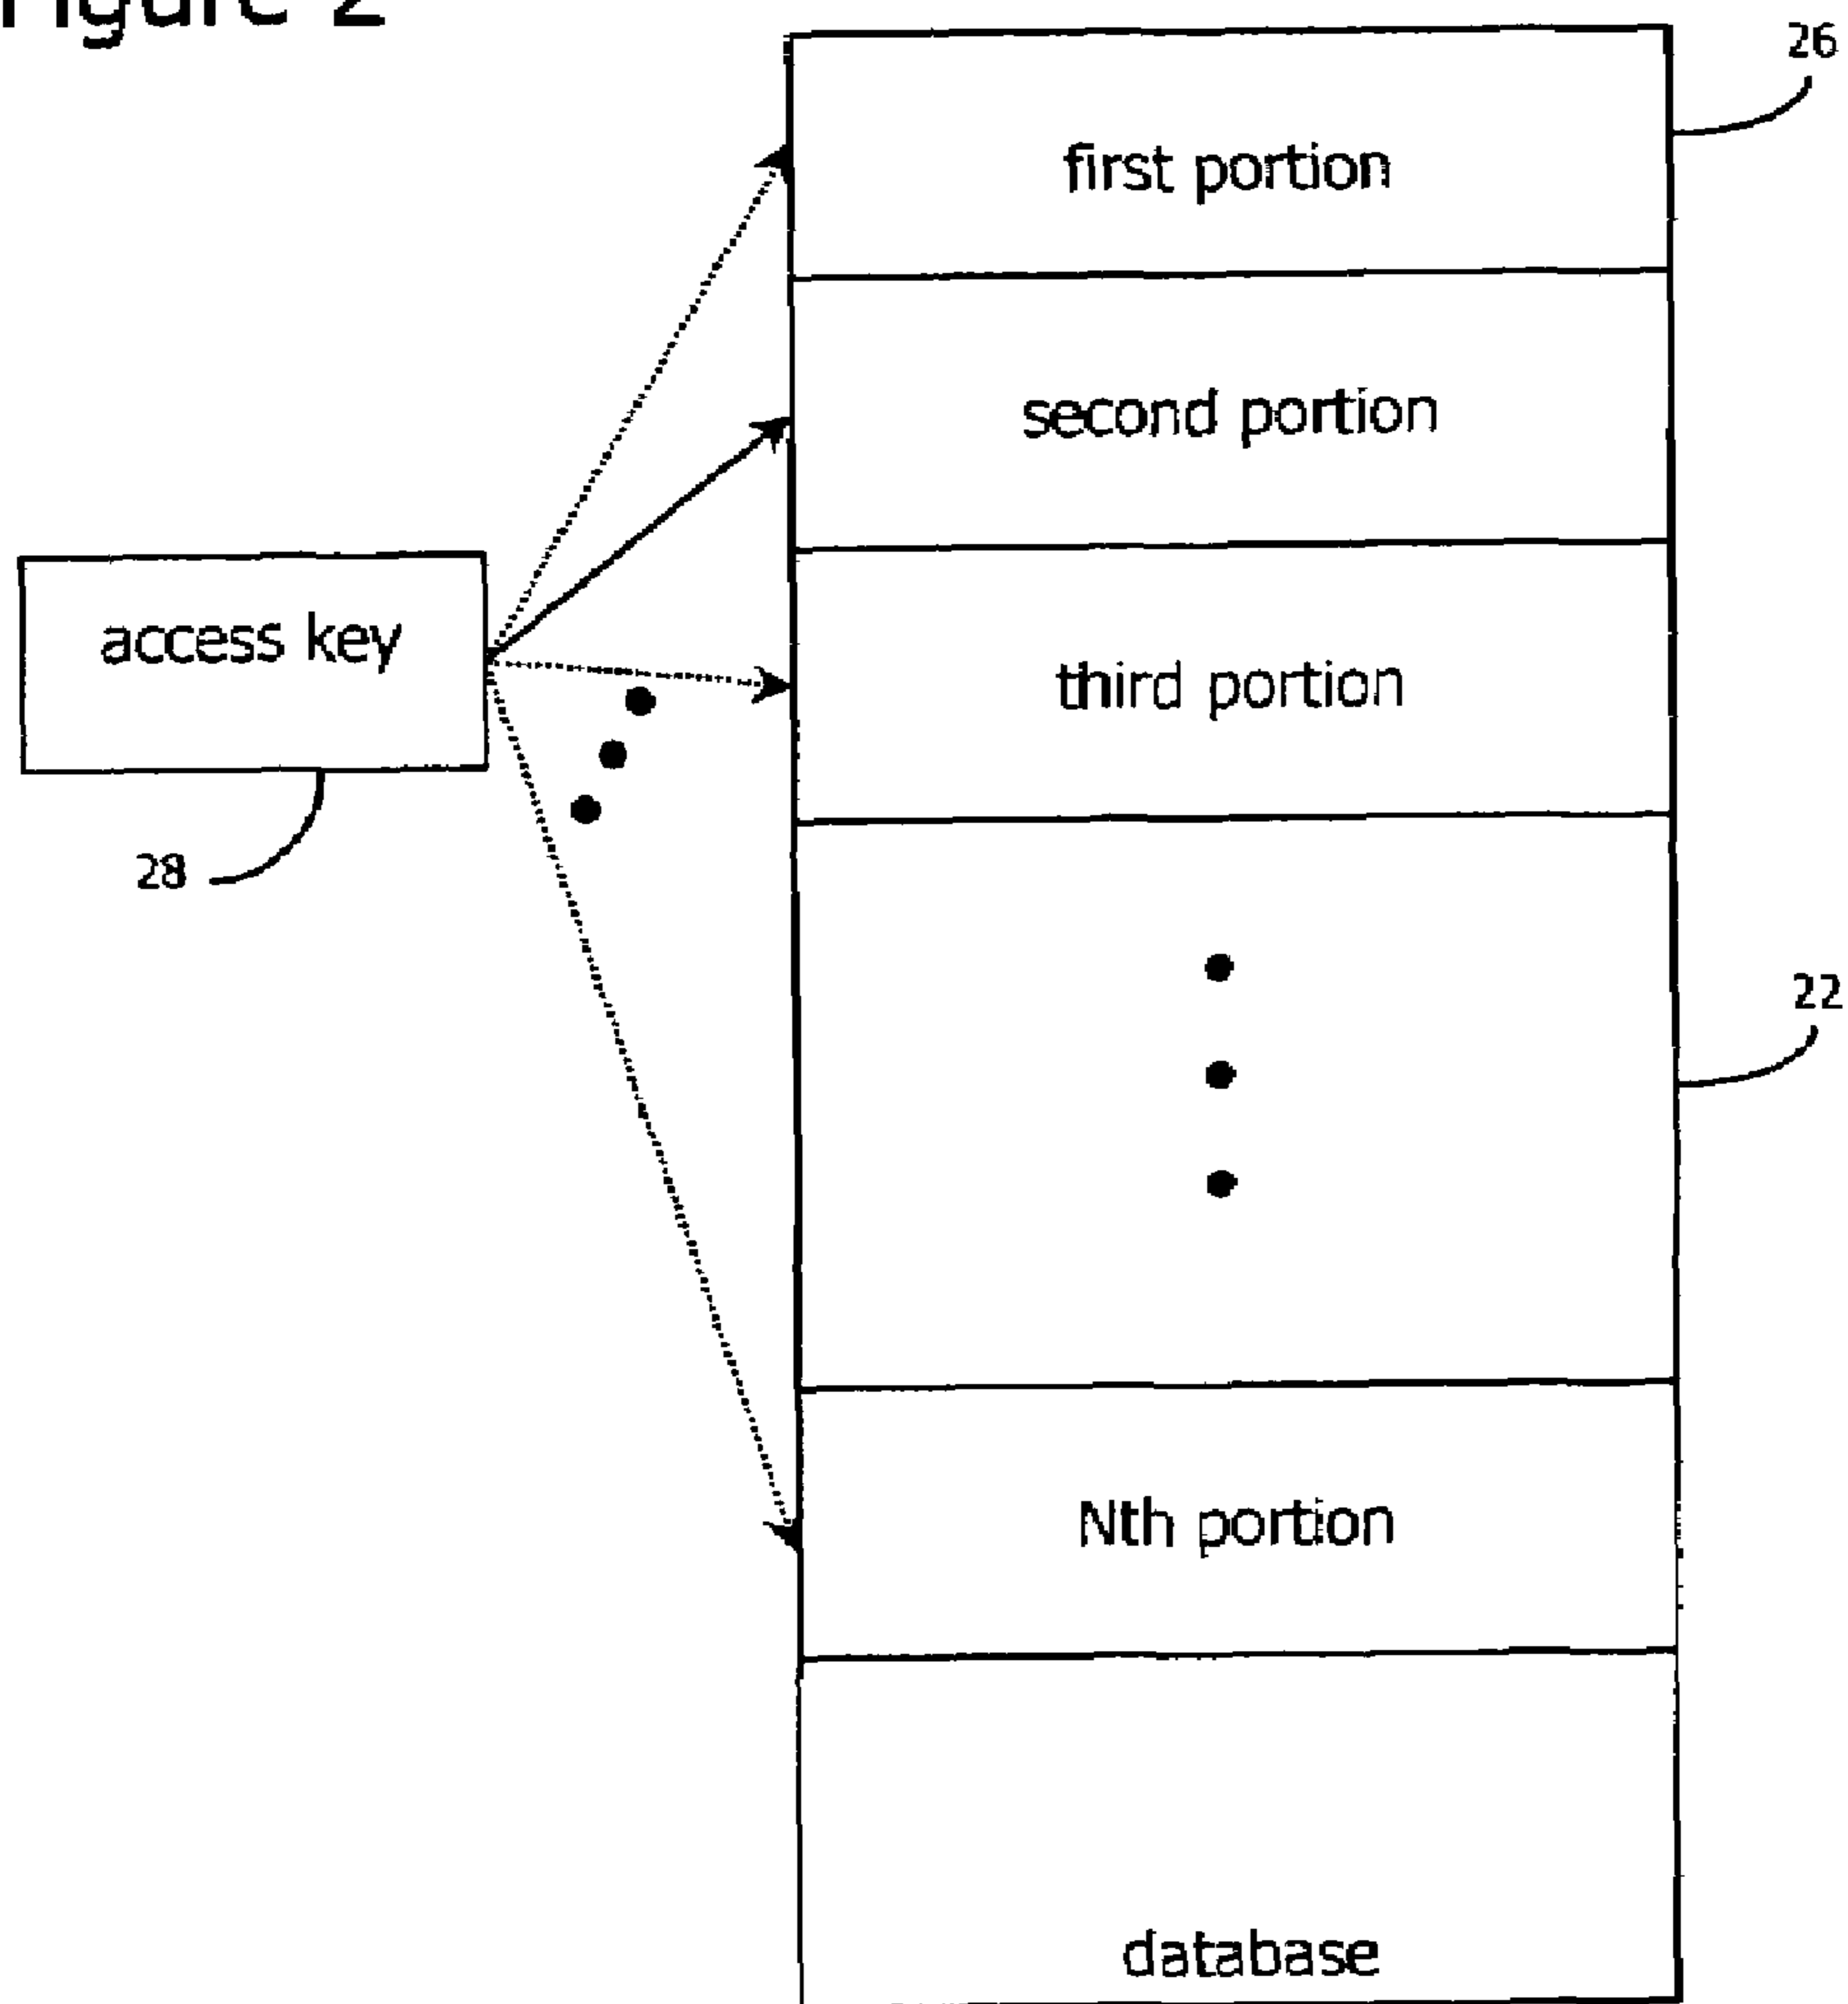 Figure 2
26
first portion
second portion
access key
third portion
28
22
Nth portion
database